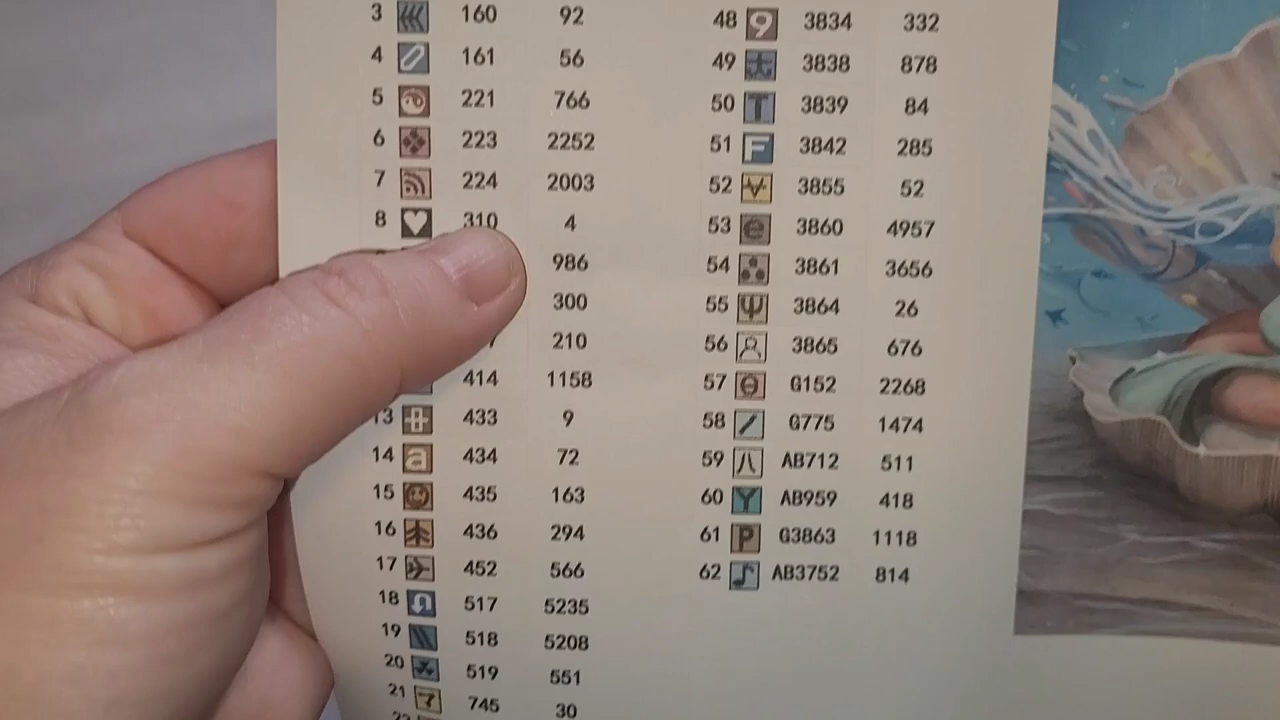 3 160 92
4 161 56
5 221 766
6 223 2252
7 224 2003
8 310 4
986
300
7 210
414 1158
13 433 9
14 a 434 72
15 435 163
16 436 294
17 452 566
18 517 5235
19 518 5208
20 519 551
21 7 745 30
48 9 3834 332
49 3838 878
50 T 3839 84
51 F 3842 285
52 3855 52
53 e 3860 4957
54 3861 3656
55 Ψ 3864 26
56 3865 676
57 Θ G152 2268
58 G775 1474
59 八 AB712 511
60 Y AB959 418
61 P G3863 1118
62 ♪ AB3752 814